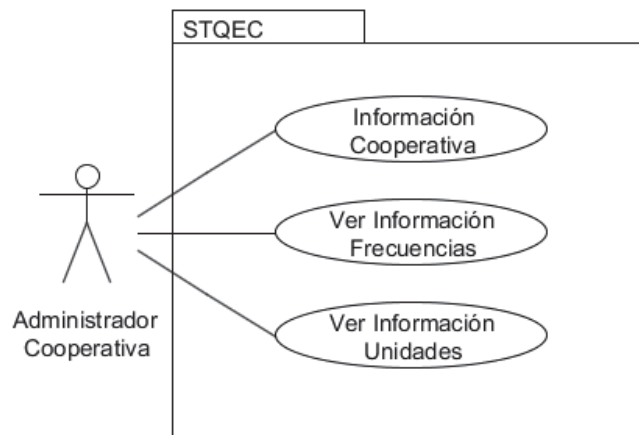 STQEC
Información
Cooperativa
Ver Información
Frecuencias
Administrador
Cooperativa
Ver Información
Unidades